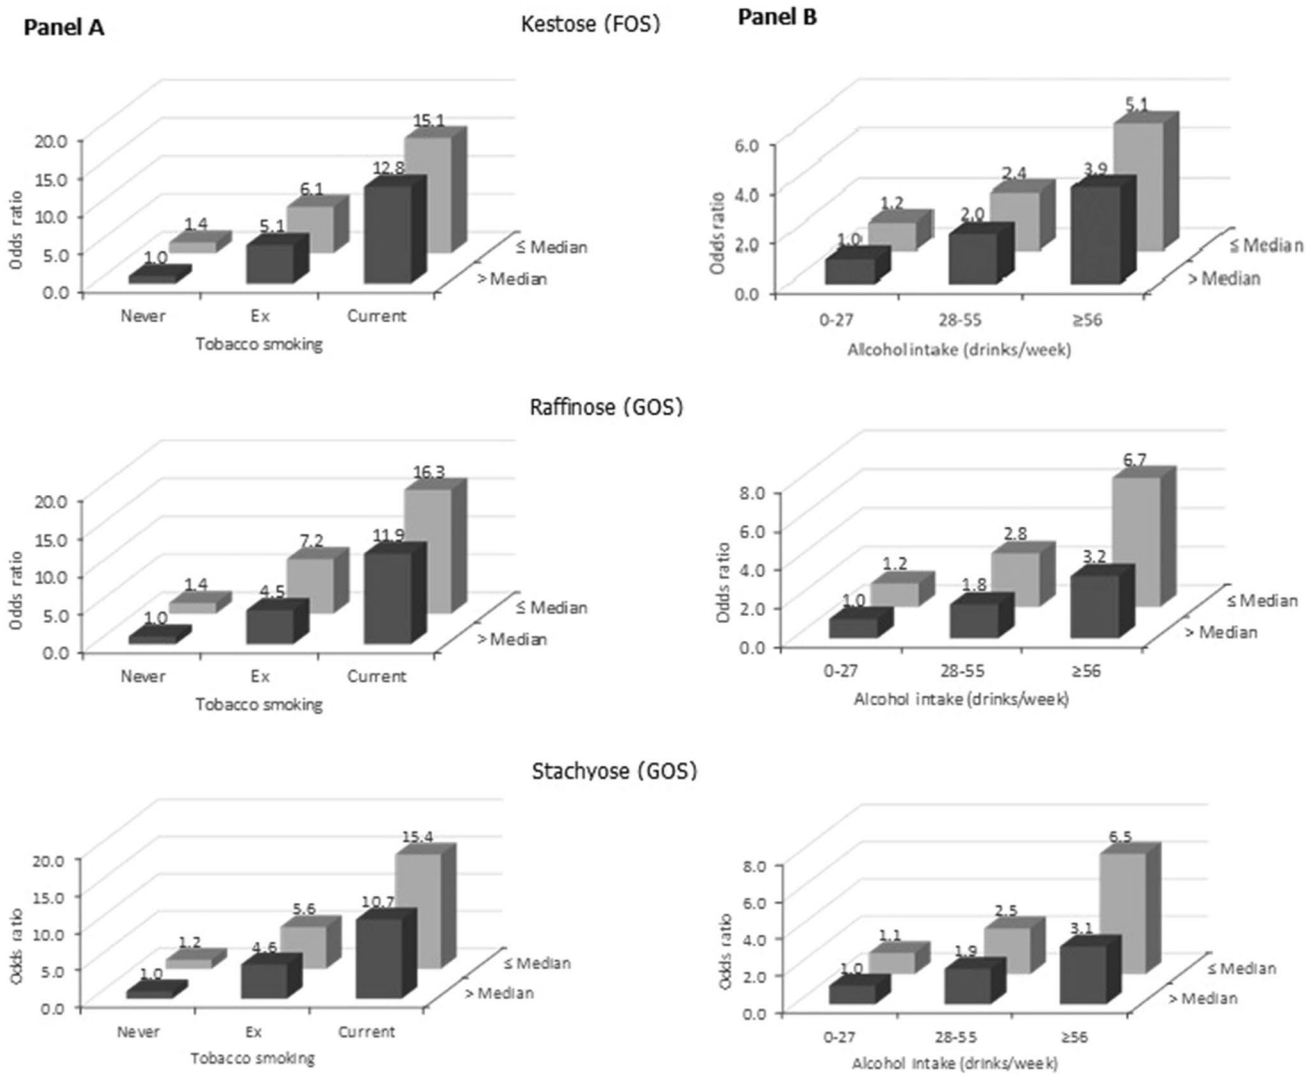 Panel A
Kestose (FOS)
Panel B
20.0
15.0
10.0
5.0
0.0
Odds ratio
1.0
5.1
12.8
1.4
6.1
15.1
≤ Median
> Median
Never Ex Current
Tobacco smoking
6.0
4.0
2.0
0.0
Odds ratio
1.0
2.0
3.9
1.2
2.4
5.1
≤ Median
> Median
0-27 28-55 ≥56
Alcohol intake (drinks/week)
Raffinose (GOS)
20.0
15.0
10.0
5.0
0.0
Odds ratio
1.0
4.5
11.9
1.4
7.2
16.3
≤ Median
> Median
Never Ex Current
Tobacco smoking
8.0
6.0
4.0
2.0
0.0
Odds ratio
1.0
1.8
3.2
1.2
2.8
6.7
≤ Median
> Median
0-27 28-55 ≥56
Alcohol intake (drinks/week)
Stachyose (GOS)
20.0
15.0
10.0
5.0
0.0
Odds ratio
1.0
4.6
10.7
1.2
5.6
15.4
≤ Median
> Median
Never Ex Current
Tobacco smoking
8.0
6.0
4.0
2.0
0.0
Odds ratio
1.0
1.9
3.1
1.1
2.5
6.5
≤ Median
> Median
0-27 28-55 ≥56
Alcohol intake (drinks/week)